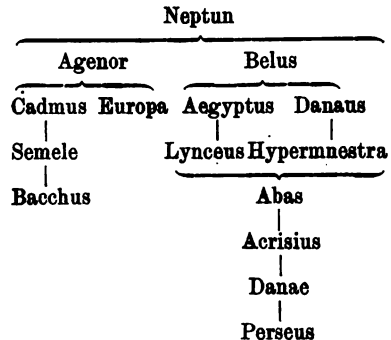 Neptun
Agenor Belus
Cadmus Europa Aegyptus Danaus
Semele Lynceus Hypermnestra
Bacchus Abas
Acrisius
Danae
Perseus